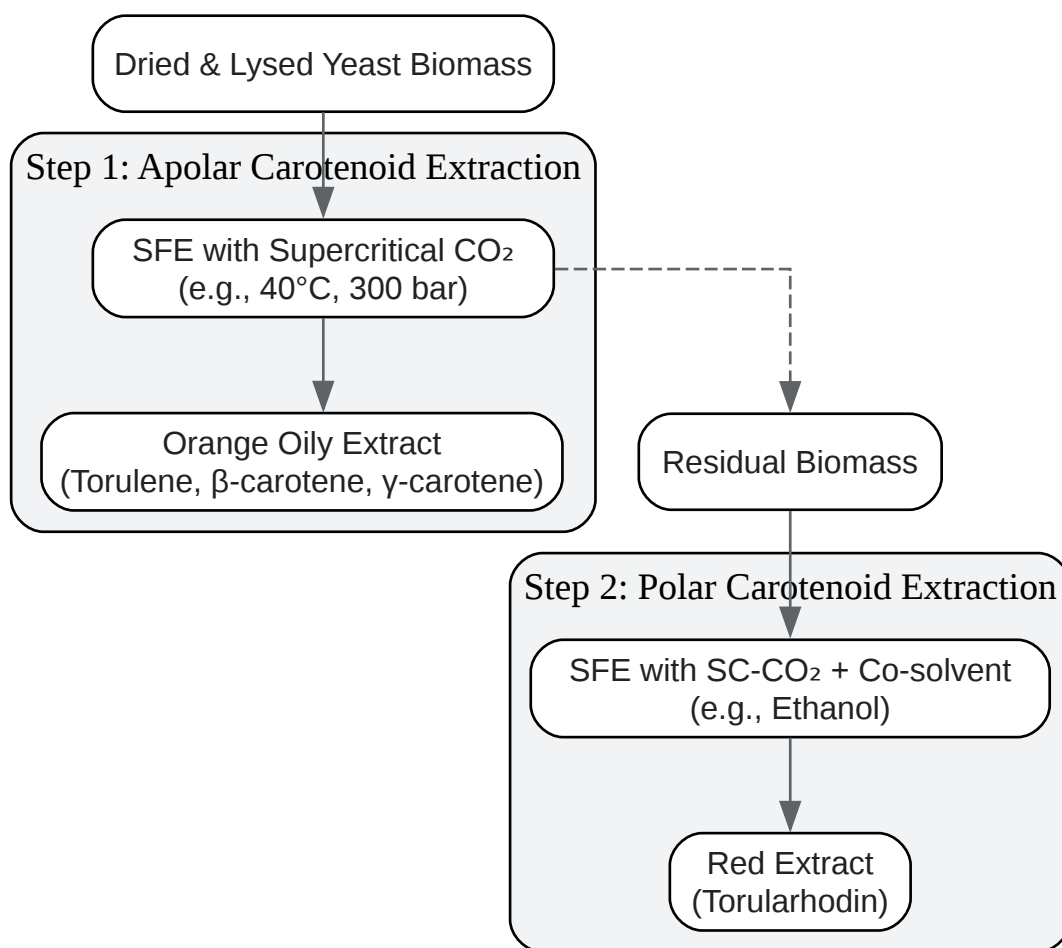 Dried & Lysed Yeast Biomass
Step 1: Apolar Carotenoid Extraction
SFE with Supercritical CO₂
(e.g., 40°C, 300 bar)
Orange Oily Extract
(Torulene, β-carotene, γ-carotene)
Residual Biomass
Step 2: Polar Carotenoid Extraction
SFE with SC-CO₂ + Co-solvent
(e.g., Ethanol)
Red Extract
(Torularhodin)